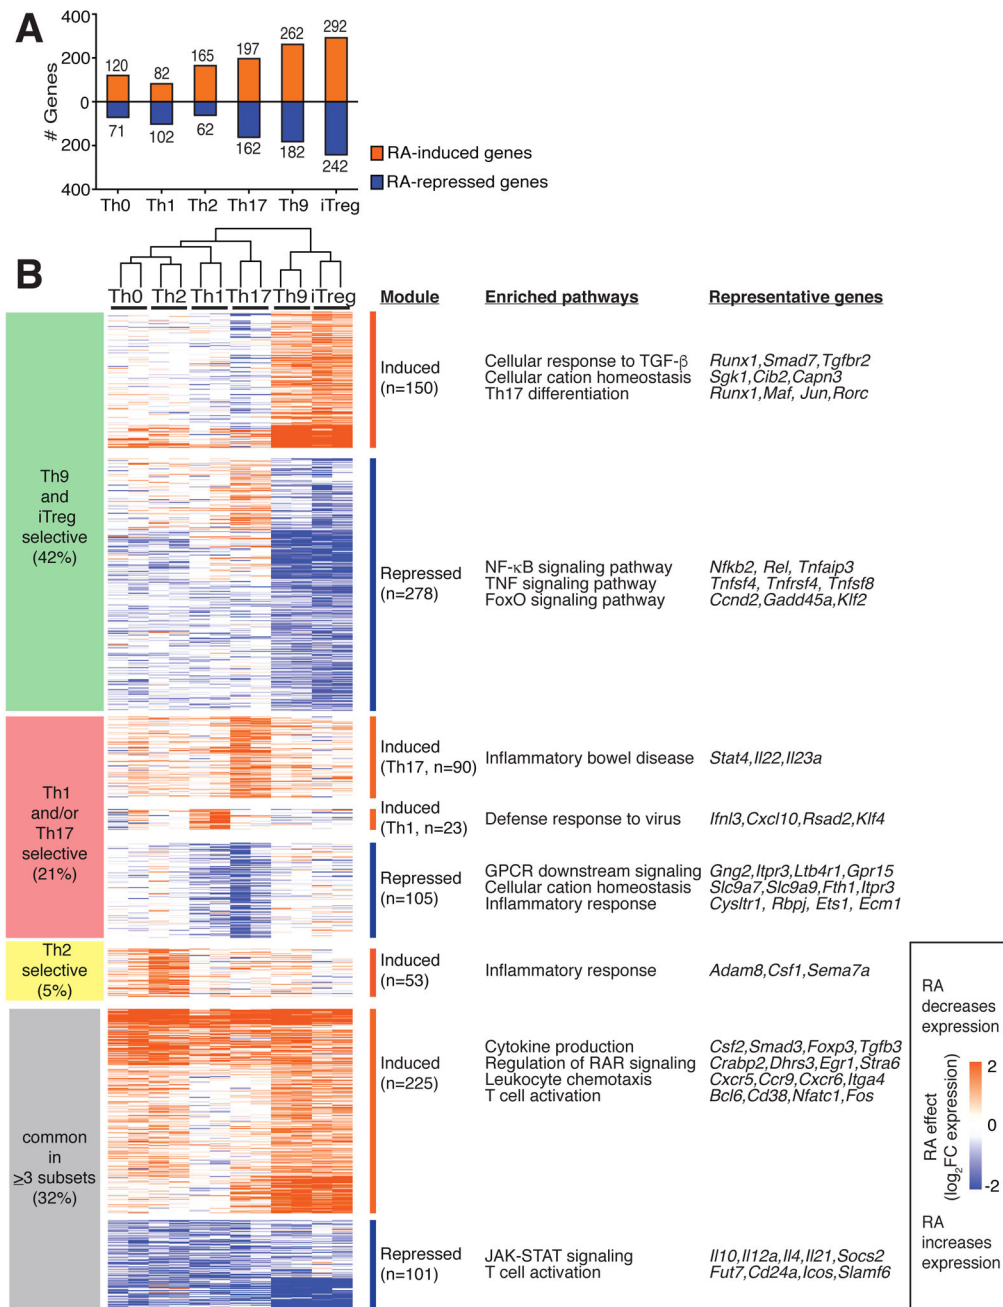 A
400
200
0
200
400
# Genes
120
82
165
197
262
292
71
102
62
162
182
242
Th0
Th1
Th2
Th17
Th9
iTreg
RA-induced genes
RA-repressed genes
B
Th0
Th2
Th1
Th17
Th9
iTreg
Module
Enriched pathways
Representative genes
Th9
and
iTreg
selective
(42%)
Induced
(n=150)
Cellular response to TGF-β
Cellular cation homeostasis
Th17 differentiation
Runx1,Smad7,Tgfbr2
Sgk1,Cib2,Capn3
Runx1,Maf, Jun,Rorc
Repressed
(n=278)
NF-κB signaling pathway
TNF signaling pathway
FoxO signaling pathway
Nfkb2, Rel, Tnfaip3
Tnfsf4, Tnfrsf4, Tnfsf8
Ccnd2,Gadd45a,Klf2
Th1
and/or
Th17
selective
(21%)
Induced
(Th17, n=90)
Inflammatory bowel disease
Stat4,Il22,Il23a
Induced
(Th1, n=23)
Defense response to virus
Ifnl3,Cxcl10,Rsad2,Klf4
Repressed
(n=105)
GPCR downstream signaling
Cellular cation homeostasis
Inflammatory response
Gng2,Itpr3,Ltb4r1,Gpr15
Slc9a7,Slc9a9,Fth1,Itpr3
Cysltr1, Rbpj, Ets1, Ecm1
Th2
selective
(5%)
Induced
(n=53)
Inflammatory response
Adam8,Csf1,Sema7a
common
in
≥3 subsets
(32%)
Induced
(n=225)
Cytokine production
Regulation of RAR signaling
Leukocyte chemotaxis
T cell activation
Csf2,Smad3,Foxp3,Tgfb3
Crabp2,Dhrs3,Egr1,Stra6
Cxcr5,Ccr9,Cxcr6,Itga4
Bcl6,Cd38,Nfatc1,Fos
Repressed
(n=101)
JAK-STAT signaling
T cell activation
Il10,Il12a,Il4,Il21,Socs2
Fut7,Cd24a,Icos,Slamf6
RA
decreases
expression
RA effect
(log2FC expression)
2
0
-2
RA
increases
expression